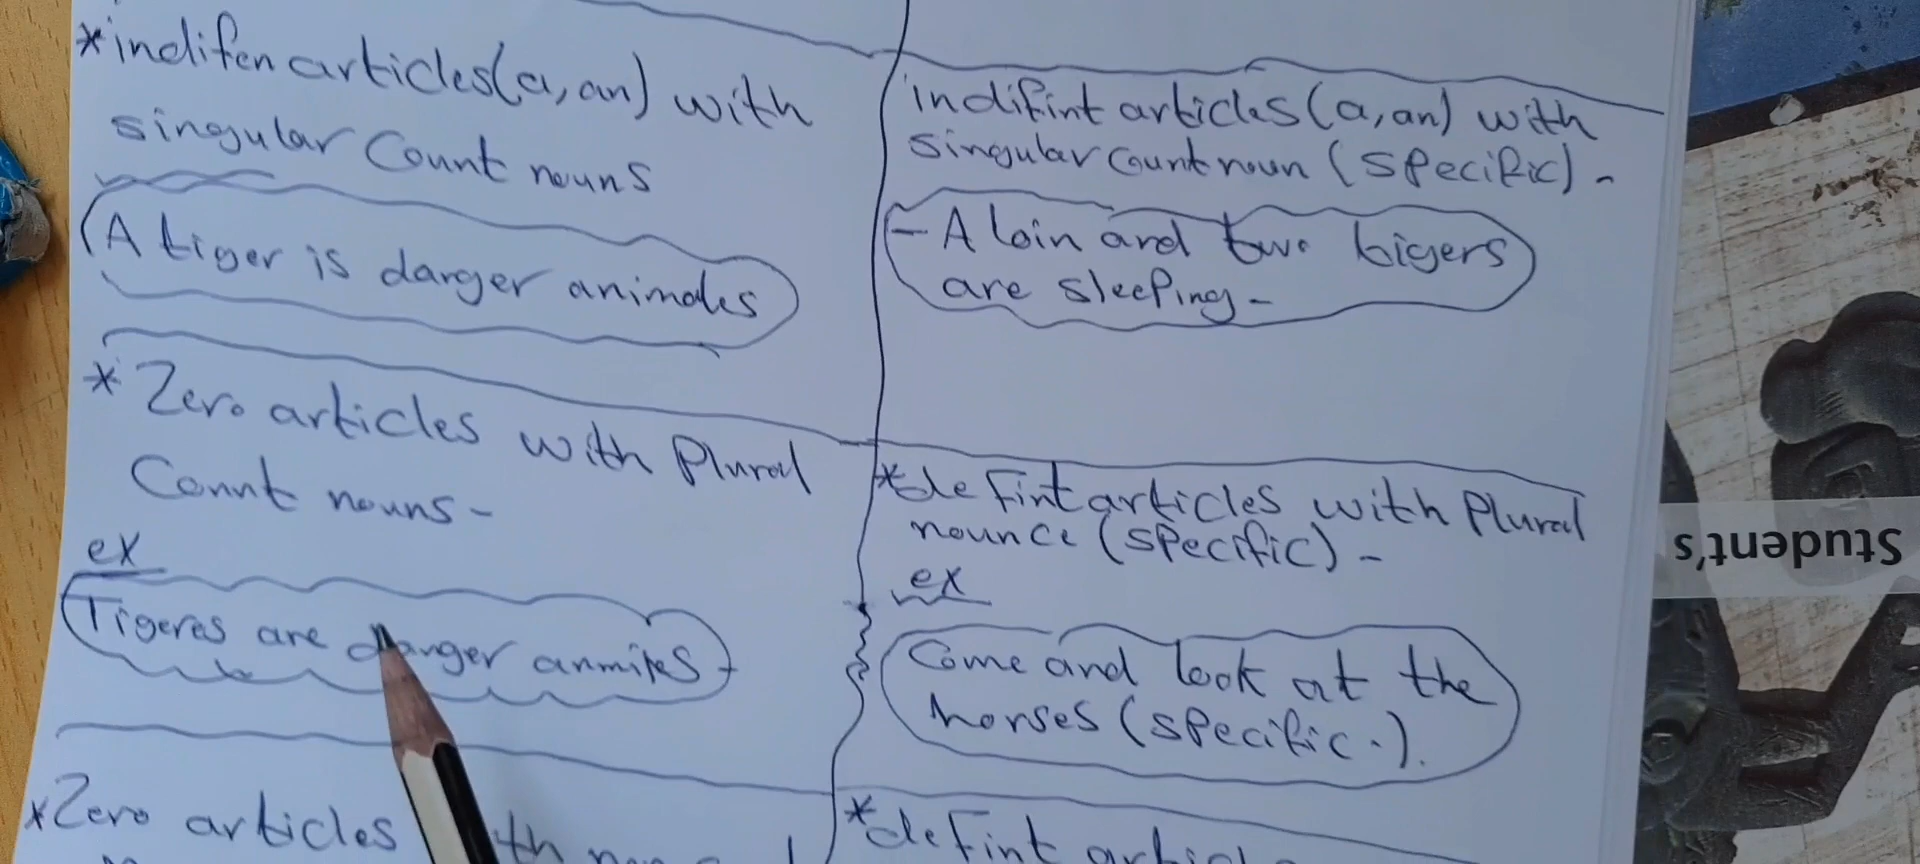 *indifen articles(a, an) with
singular Count nouns
A tiger is danger animales
* Zero articles with Plural
Count nouns-
ex
Tigeres are danger anmiles
*Zero articles
indifint articles (a, an) with
singular Count noun (specific) -
- A loin and two tigers
are sleeping -
*defint articles with Plural
nounce (specific) -
ex
Come and look at the
horses (specific.).
*defint
Student's